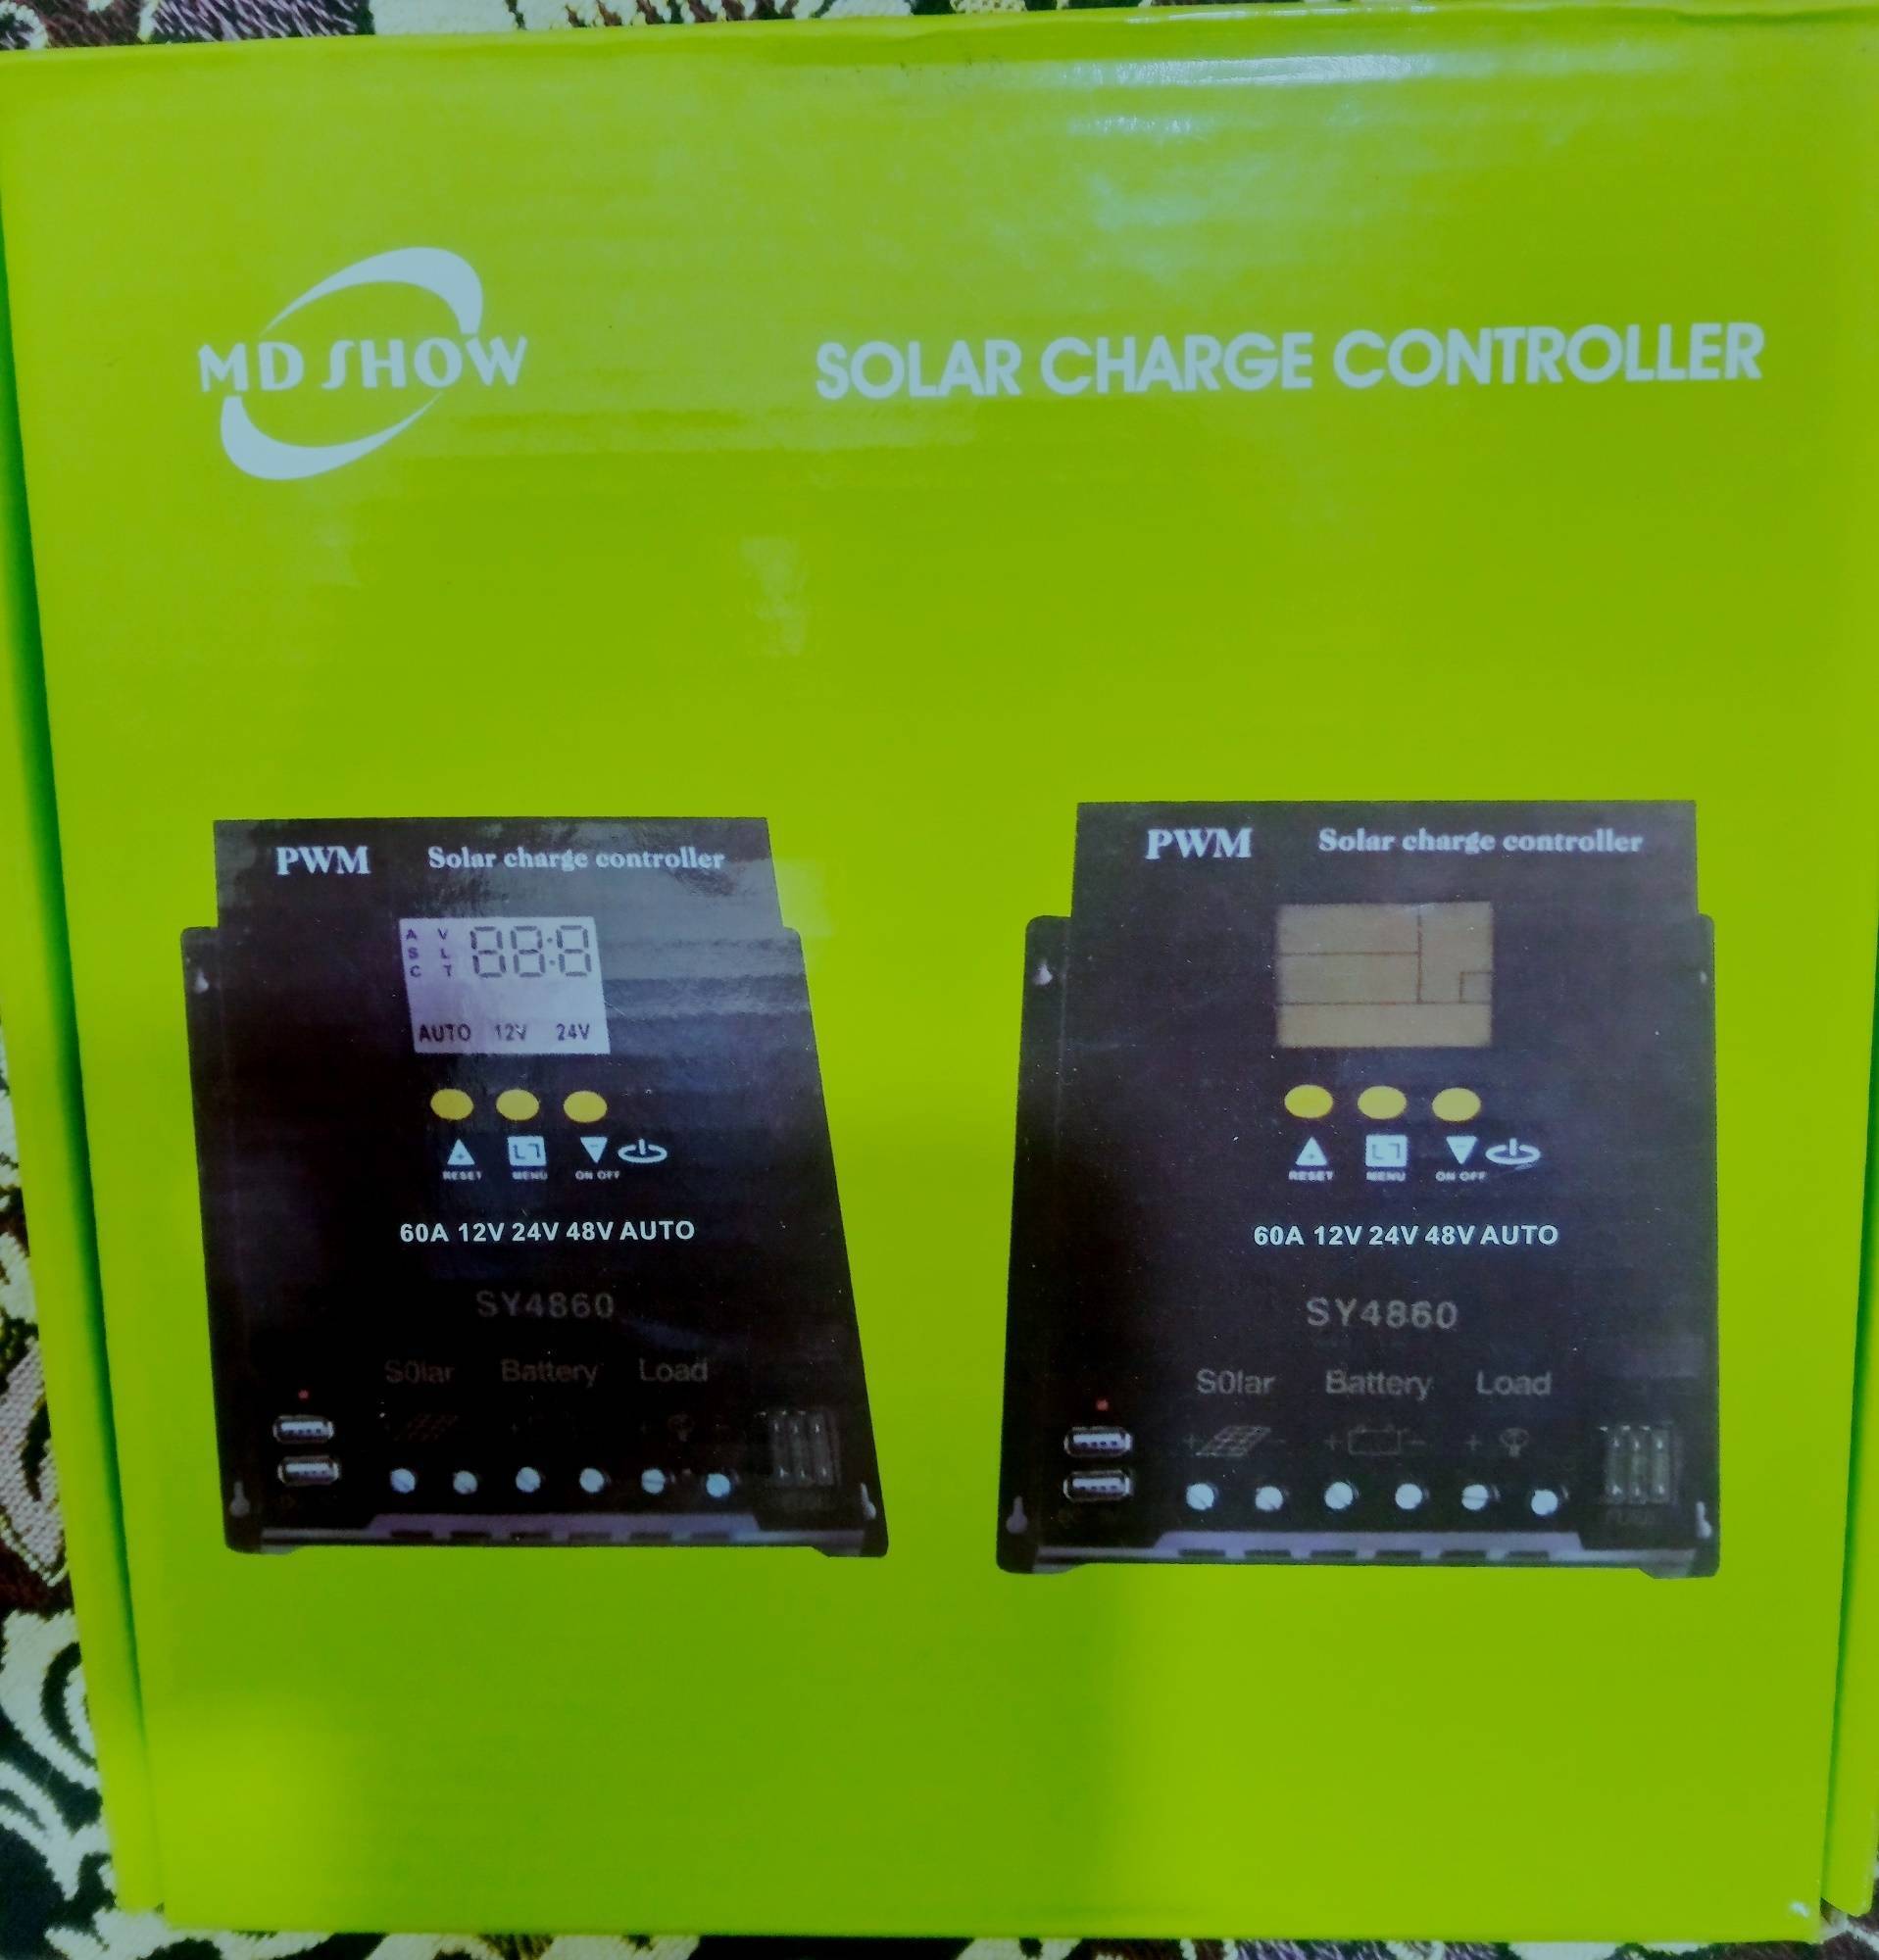 MD SHOW
SOLAR CHARGE CONTROLLER
PWM Solar charge controller
A V
S L
C T
88:8
AUTO 12V 24V
RESET MENU ON OFF
60A 12V 24V 48V AUTO
SY4860
S0lar Battery Load
PWM Solar charge controller
RESET MENU ON OFF
60A 12V 24V 48V AUTO
SY4860
S0lar Battery Load